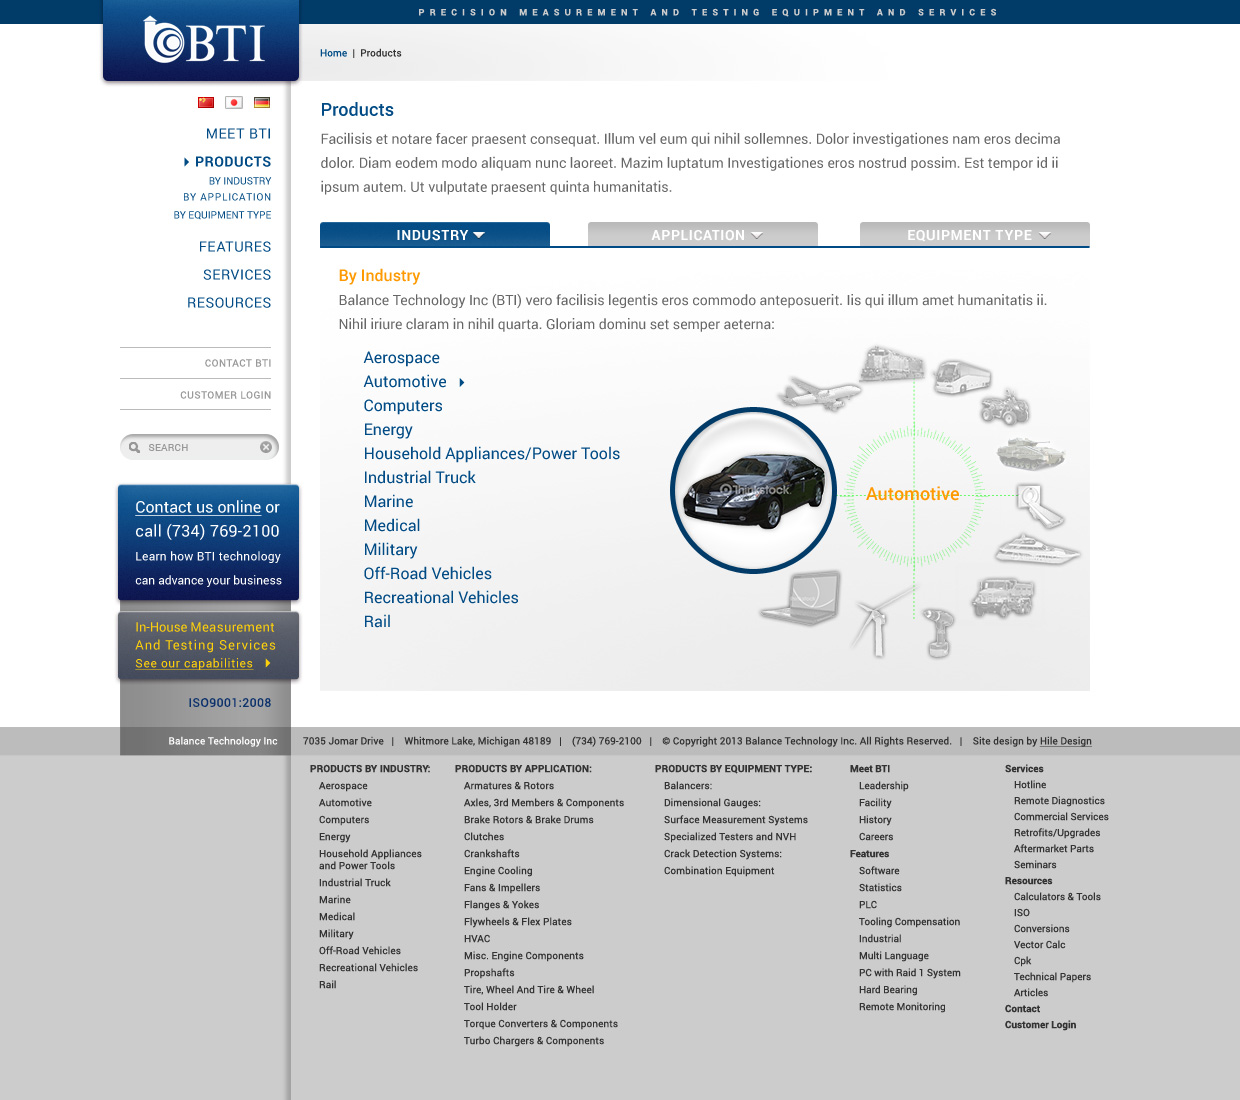 PRECISION MEASUREMENT AND TESTING EQUIPMENT AND SERVICES
BTI
Home | Products
MEET BTI
PRODUCTS
BY INDUSTRY
BY APPLICATION
BY EQUIPMENT TYPE
FEATURES
SERVICES
RESOURCES
CONTACT BTI
CUSTOMER LOGIN
SEARCH
Contact us online or
call (734) 769-2100
Learn how BTI technology
can advance your business
In-House Measurement
And Testing Services
See our capabilities
ISO9001:2008
Products
Facilisis et notare facer praesent consequat. Illum vel eum qui nihil sollemnes. Dolor investigationes nam eros decima
dolor. Diam eodem modo aliquam nunc laoreet. Mazim luptatum Investigationes eros nostrud possim. Est tempor id ii
ipsum autem. Ut vulputate praesent quinta humanitatis.
INDUSTRY
APPLICATION
EQUIPMENT TYPE
By Industry
Balance Technology Inc (BTI) vero facilisis legentis eros commodo anteposuerit. Iis qui illum amet humanitatis ii.
Nihil iriure claram in nihil quarta. Gloriam dominu set semper aeterna:
Aerospace
Automotive
Computers
Energy
Household Appliances/Power Tools
Industrial Truck
Marine
Medical
Military
Off-Road Vehicles
Recreational Vehicles
Rail
thinkstock
Automotive
Balance Technology Inc
7035 Jomar Drive | Whitmore Lake, Michigan 48189 | (734) 769-2100 | © Copyright 2013 Balance Technology Inc. All Rights Reserved. | Site design by Hile Design
PRODUCTS BY INDUSTRY:
Aerospace
Automotive
Computers
Energy
Household Appliances
and Power Tools
Industrial Truck
Marine
Medical
Military
Off-Road Vehicles
Recreational Vehicles
Rail
PRODUCTS BY APPLICATION:
Armatures & Rotors
Axles, 3rd Members & Components
Brake Rotors & Brake Drums
Clutches
Crankshafts
Engine Cooling
Fans & Impellers
Flanges & Yokes
Flywheels & Flex Plates
HVAC
Misc. Engine Components
Propshafts
Tire, Wheel And Tire & Wheel
Tool Holder
Torque Converters & Components
Turbo Chargers & Components
PRODUCTS BY EQUIPMENT TYPE:
Balancers:
Dimensional Gauges:
Surface Measurement Systems
Specialized Testers and NVH
Crack Detection Systems:
Combination Equipment
Meet BTI
Leadership
Facility
History
Careers
Features
Software
Statistics
PLC
Tooling Compensation
Industrial
Multi Language
PC with Raid 1 System
Hard Bearing
Remote Monitoring
Services
Hotline
Remote Diagnostics
Commercial Services
Retrofits/Upgrades
Aftermarket Parts
Seminars
Resources
Calculators & Tools
ISO
Conversions
Vector Calc
Cpk
Technical Papers
Articles
Contact
Customer Login